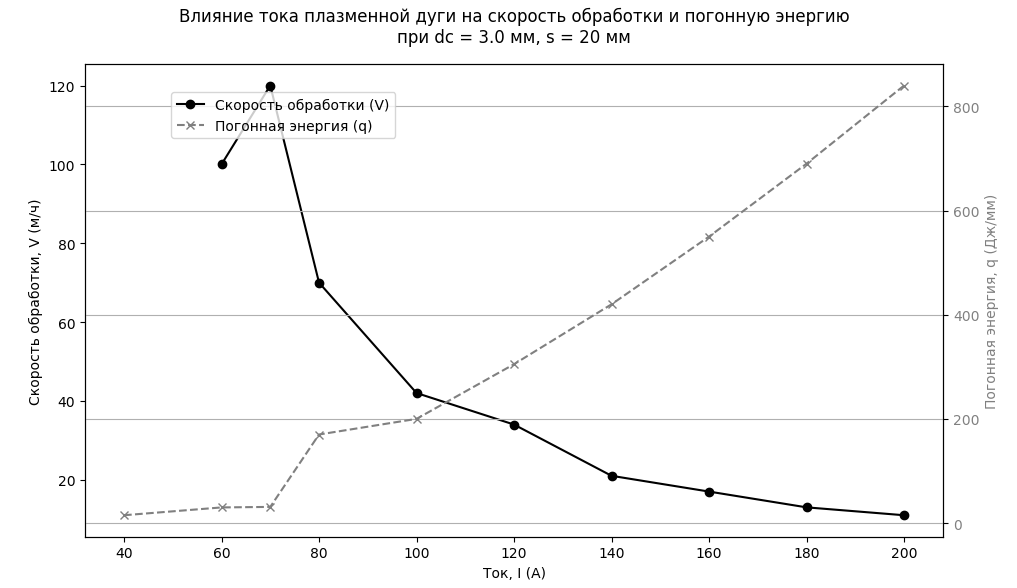 Влияние тока плазменной дуги на скорость обработки и погонную энергию
при dc = 3.0 мм, s = 20 мм
Скорость обработки, V (м/ч)
120
100
80
60
40
20
Скорость обработки (V)
Погонная энергия (q)
800
600
400
200
0
Погонная энергия, q (Дж/мм)
40 60 80 100 120 140 160 180 200
Ток, I (А)